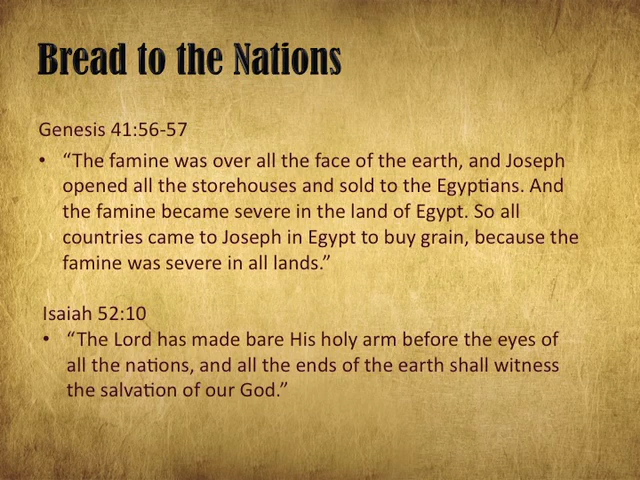 Bread to the Nations
Genesis 41:56-57
• “The famine was over all the face of the earth, and Joseph
opened all the storehouses and sold to the Egyptians. And
the famine became severe in the land of Egypt. So all
countries came to Joseph in Egypt to buy grain, because the
famine was severe in all lands.”
Isaiah 52:10
• “The Lord has made bare His holy arm before the eyes of
all the nations, and all the ends of the earth shall witness
the salvation of our God.”